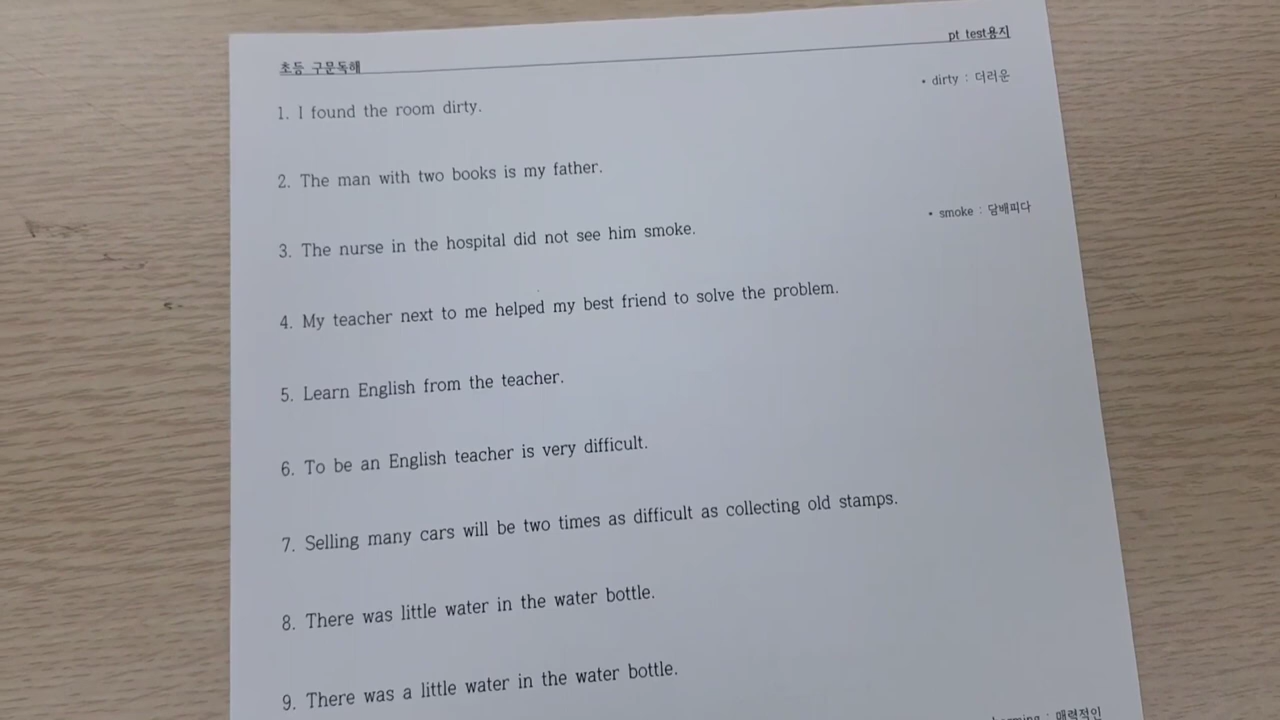 초등 구문독해
pt test용지
1. I found the room dirty.
• dirty : 더러운
2. The man with two books is my father.
3. The nurse in the hospital did not see him smoke.
• smoke : 담배피다
4. My teacher next to me helped my best friend to solve the problem.
5. Learn English from the teacher.
6. To be an English teacher is very difficult.
7. Selling many cars will be two times as difficult as collecting old stamps.
8. There was little water in the water bottle.
9. There was a little water in the water bottle.
: 매력적인